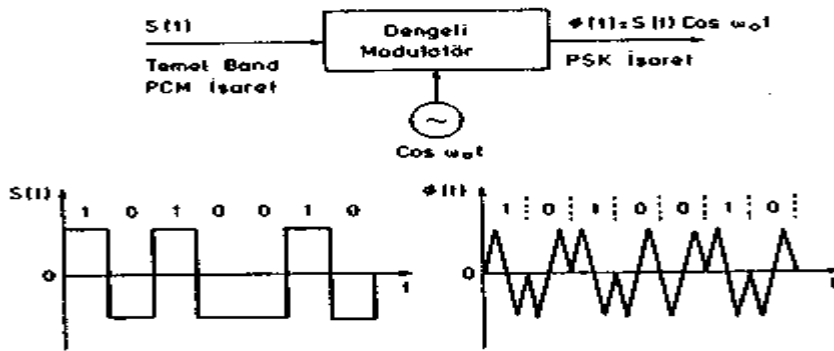 S(t)
Temel Band
PCM İşaret
Dengeli
Modulatör
Φ(t)=S(t) Cos ω₀t
PSK İşaret
~
Cos ω₀t
S(t)
1 0 1 0 0 1 0
0
t
Φ(t)
1 0 1 0 0 1 0
0
t